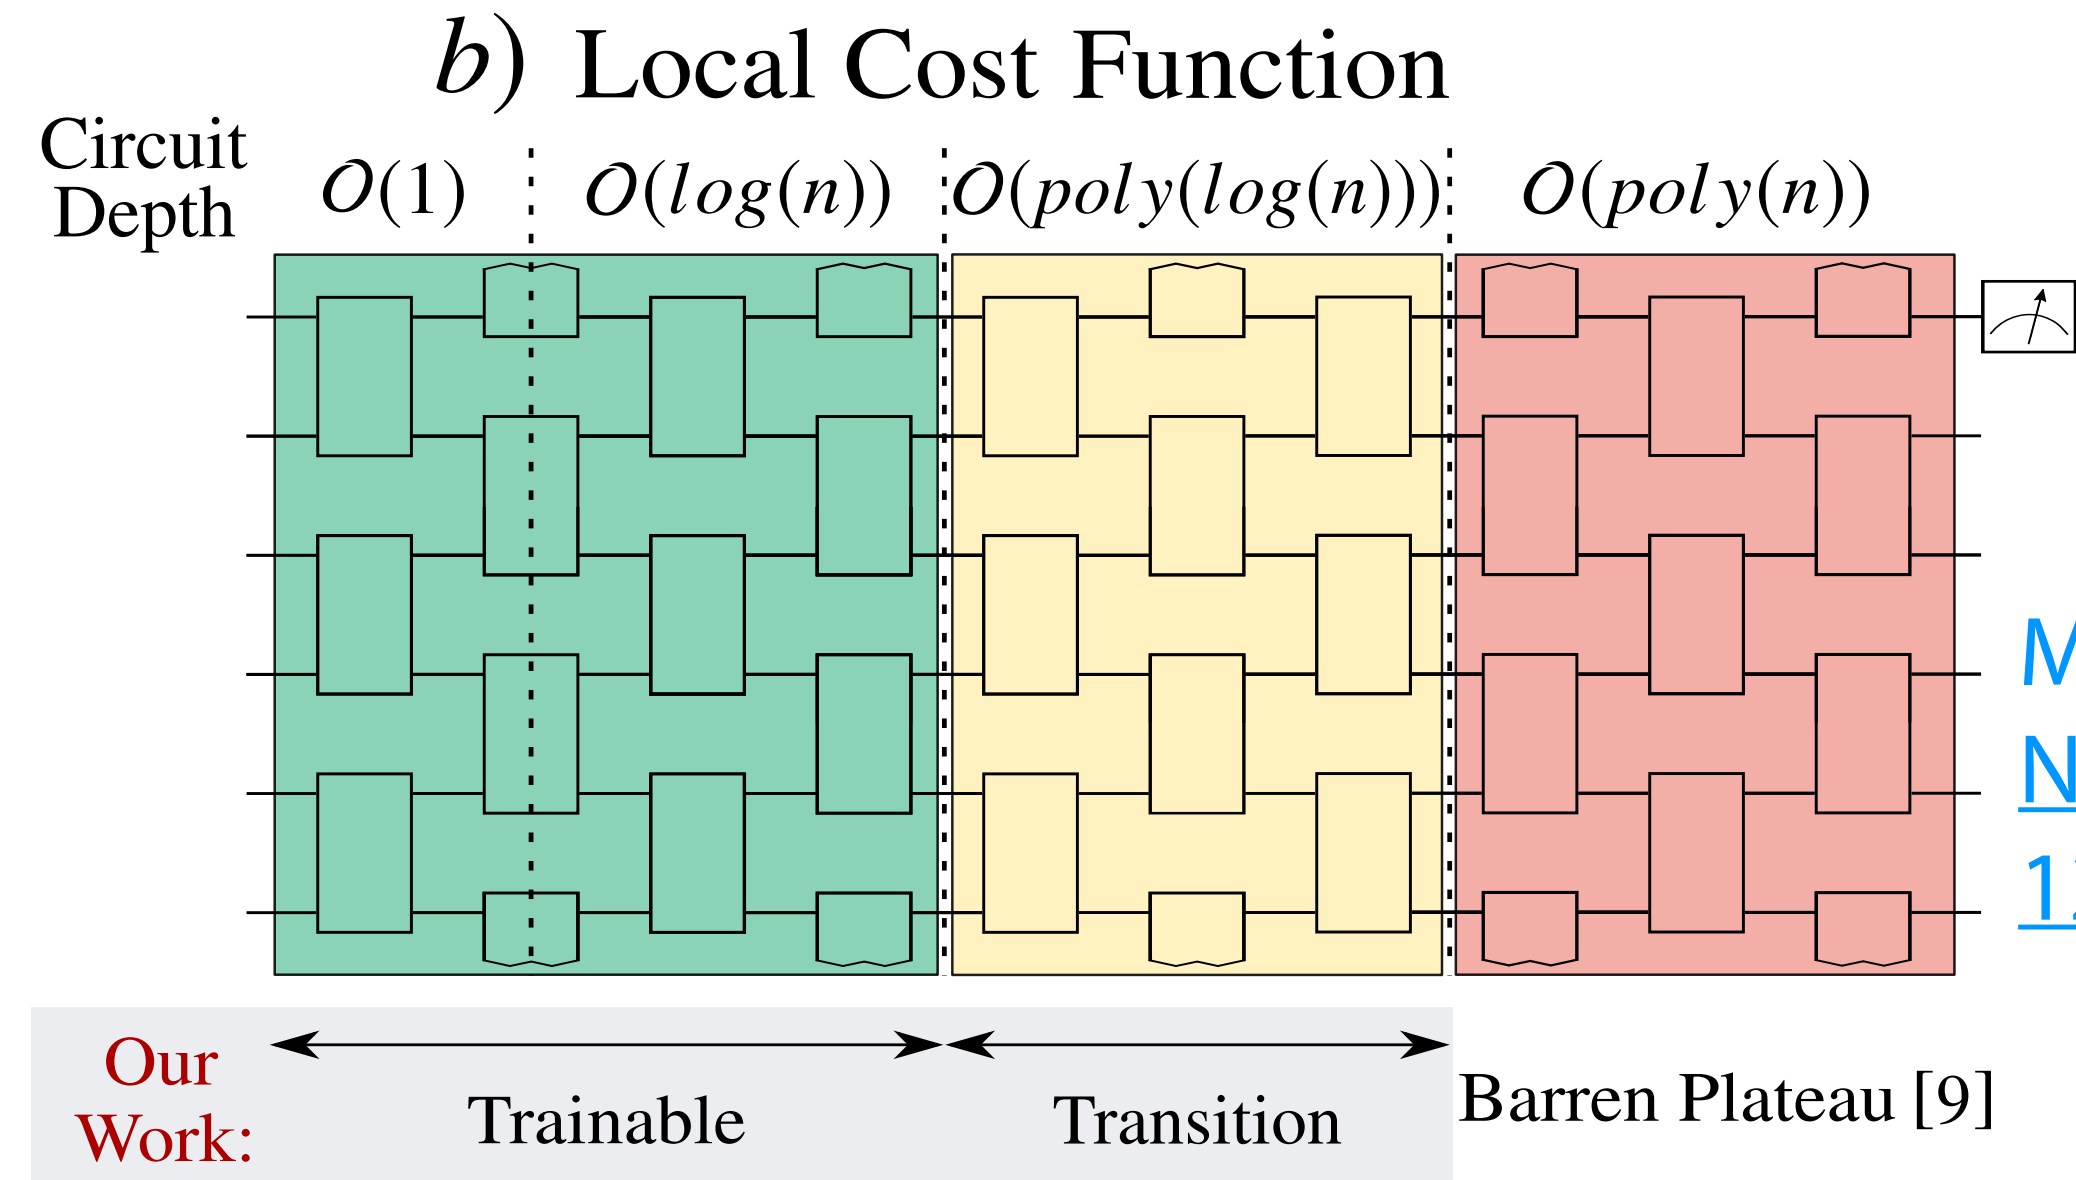 b) Local Cost Function
Circuit
Depth
O(1) O(log(n)) O(poly(log(n))) O(poly(n))
Our
Work:
Trainable Transition Barren Plateau [9]